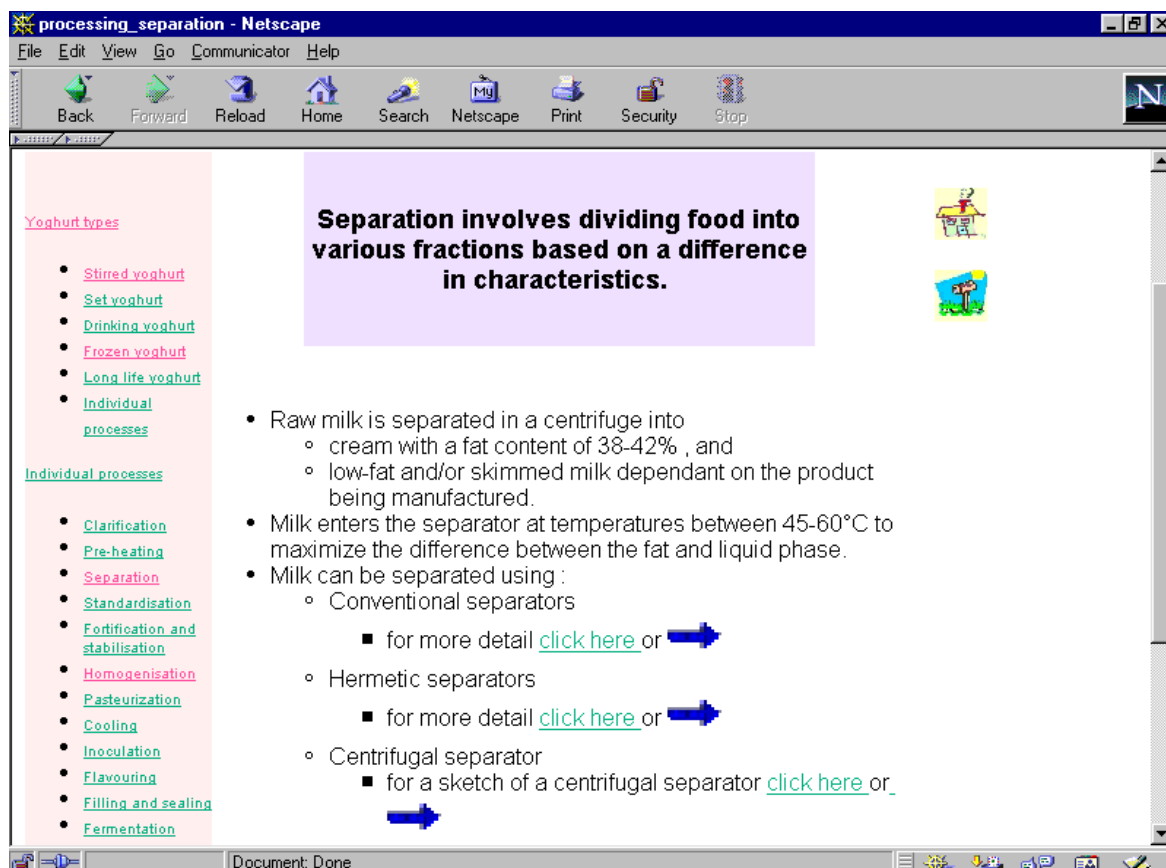 processing_separation - Netscape
File Edit View Go Communicator Help
My
N
Back Forward Reload Home Search Netscape Print Security Stop
Yoghurt types
• Stirred yoghurt
• Set yoghurt
• Drinking yoghurt
• Frozen yoghurt
• Long life yoghurt
• Individual
processes
Individual processes
• Clarification
• Pre-heating
• Separation
• Standardisation
• Fortification and
stabilisation
• Homogenisation
• Pasteurization
• Cooling
• Inoculation
• Flavouring
• Filling and sealing
• Fermentation
Separation involves dividing food into
various fractions based on a difference
in characteristics.
• Raw milk is separated in a centrifuge into
o cream with a fat content of 38-42% , and
o low-fat and/or skimmed milk dependant on the product
being manufactured.
• Milk enters the separator at temperatures between 45-60°C to
maximize the difference between the fat and liquid phase.
• Milk can be separated using :
o Conventional separators
■ for more detail click here or
o Hermetic separators
■ for more detail click here or
o Centrifugal separator
■ for a sketch of a centrifugal separator click here or
Document: Done